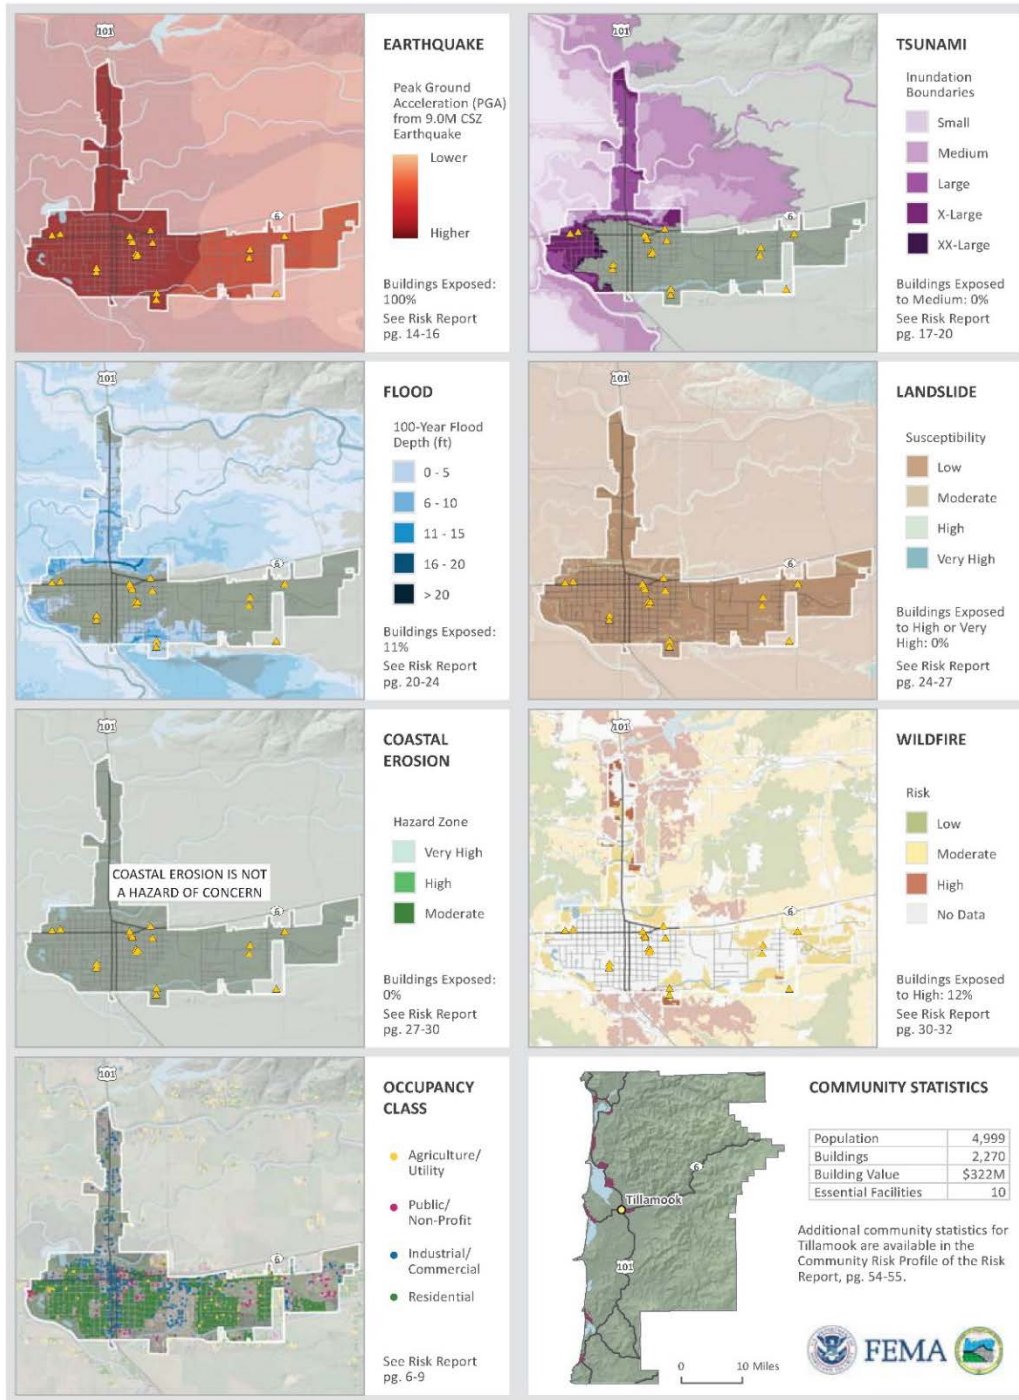 101
EARTHQUAKE
Peak Ground
Acceleration (PGA)
from 9.0M CSZ
Earthquake
Lower
Higher
6
Buildings Exposed:
100%
See Risk Report
pg. 14-16
101
TSUNAMI
Inundation
Boundaries
Small
Medium
Large
X-Large
XX-Large
6
Buildings Exposed
to Medium: 0%
See Risk Report
pg. 17-20
101
FLOOD
100-Year Flood
Depth (ft)
0 - 5
6 - 10
11 - 15
16 - 20
> 20
6
Buildings Exposed:
11%
See Risk Report
pg. 20-24
101
LANDSLIDE
Susceptibility
Low
Moderate
High
Very High
6
Buildings Exposed
to High or Very
High: 0%
See Risk Report
pg. 24-27
101
COASTAL
EROSION
Hazard Zone
Very High
High
Moderate
COASTAL EROSION IS NOT
A HAZARD OF CONCERN
6
Buildings Exposed:
0%
See Risk Report
pg. 27-30
101
WILDFIRE
Risk
Low
Moderate
High
No Data
6
Buildings Exposed
to High: 12%
See Risk Report
pg. 30-32
101
OCCUPANCY
CLASS
Agriculture/
Utility
Public/
Non-Profit
Industrial/
Commercial
Residential
6
See Risk Report
pg. 6-9
6
Tillamook
101
0 10 Miles
COMMUNITY STATISTICS
Population 4,999
Buildings 2,270
Building Value $322M
Essential Facilities 10
Additional community statistics for
Tillamook are available in the
Community Risk Profile of the Risk
Report, pg. 54-55.
FEMA